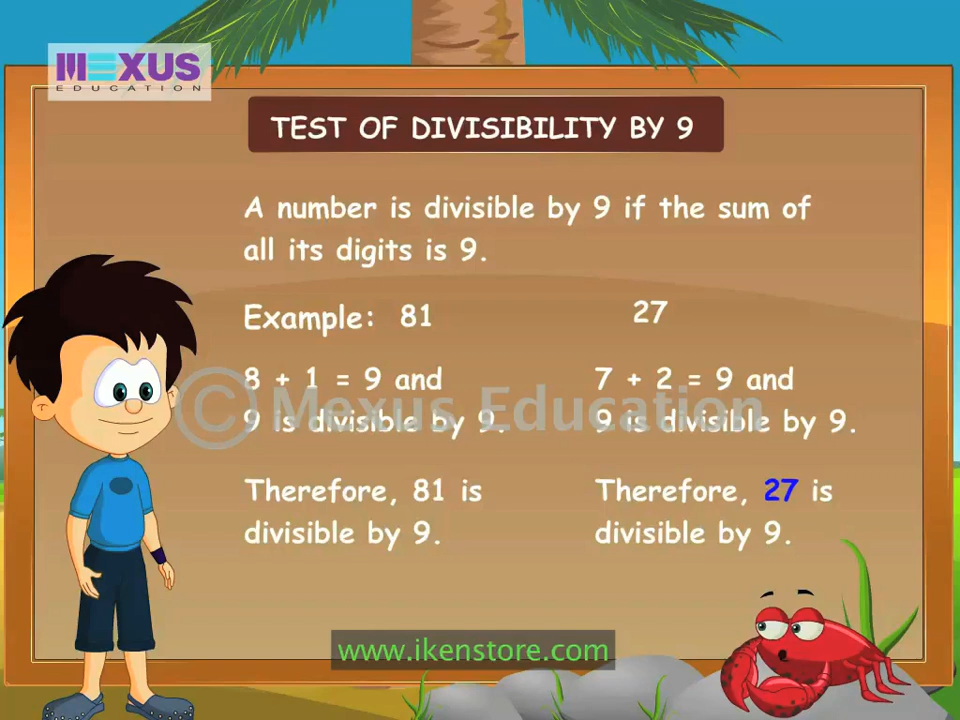 MEXUS
EDUCATION
TEST OF DIVISIBILITY BY 9
A number is divisible by 9 if the sum of
all its digits is 9.
Example: 81
27
8 + 1 = 9 and
9 is divisible by 9.
7 + 2 = 9 and
9 is divisible by 9.
© Mexus Education
Therefore, 81 is
divisible by 9.
Therefore, 27 is
divisible by 9.
www.ikenstore.com